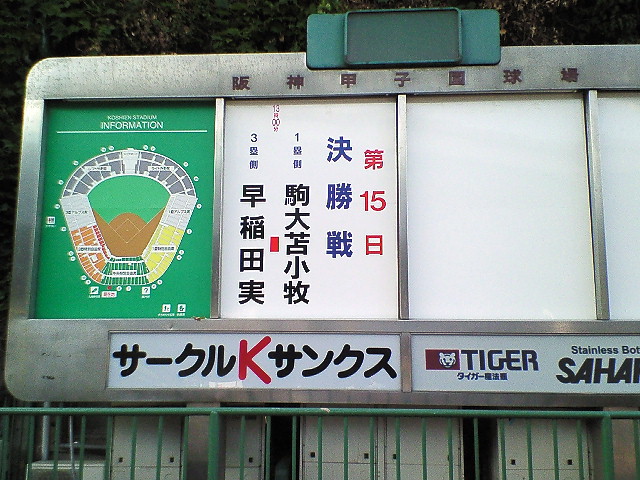 阪神甲子園球場
KOSHIEN STADIUM
INFORMATION
第15日
決勝戦
13時00分
1塁側
駒大苫小牧
3塁側
早稲田実
サークルKサンクス
TIGER
タイガー魔法瓶
Stainless Bot
SAHA